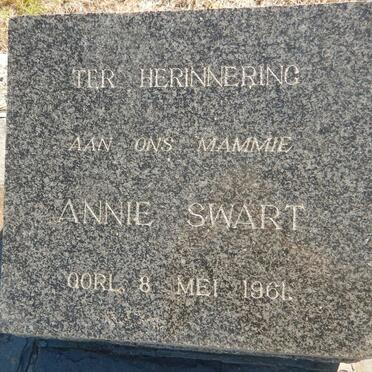 TER HERINNERING
AAN ONS MAMMIE
ANNIE SWART
OORL. 8 MEI 1961.